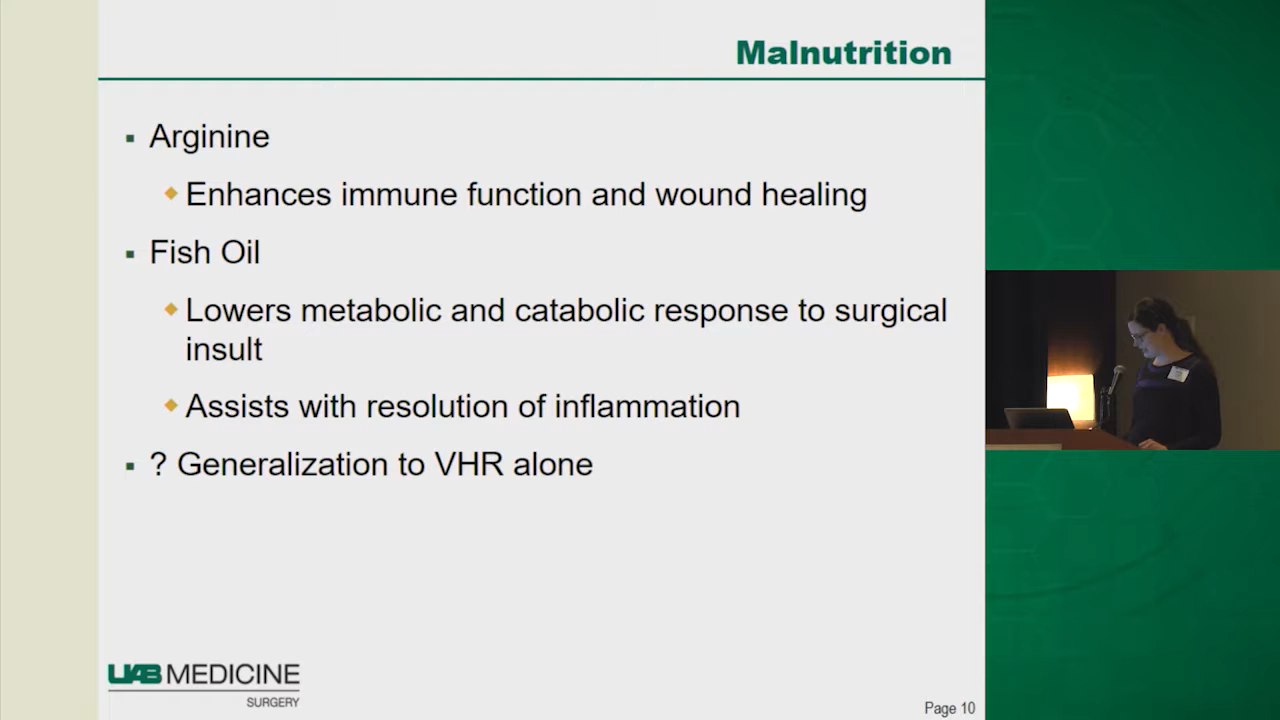 Malnutrition
▪ Arginine
◆ Enhances immune function and wound healing
▪ Fish Oil
◆ Lowers metabolic and catabolic response to surgical
insult
◆ Assists with resolution of inflammation
▪ ? Generalization to VHR alone
UAB MEDICINE
SURGERY
Page 10